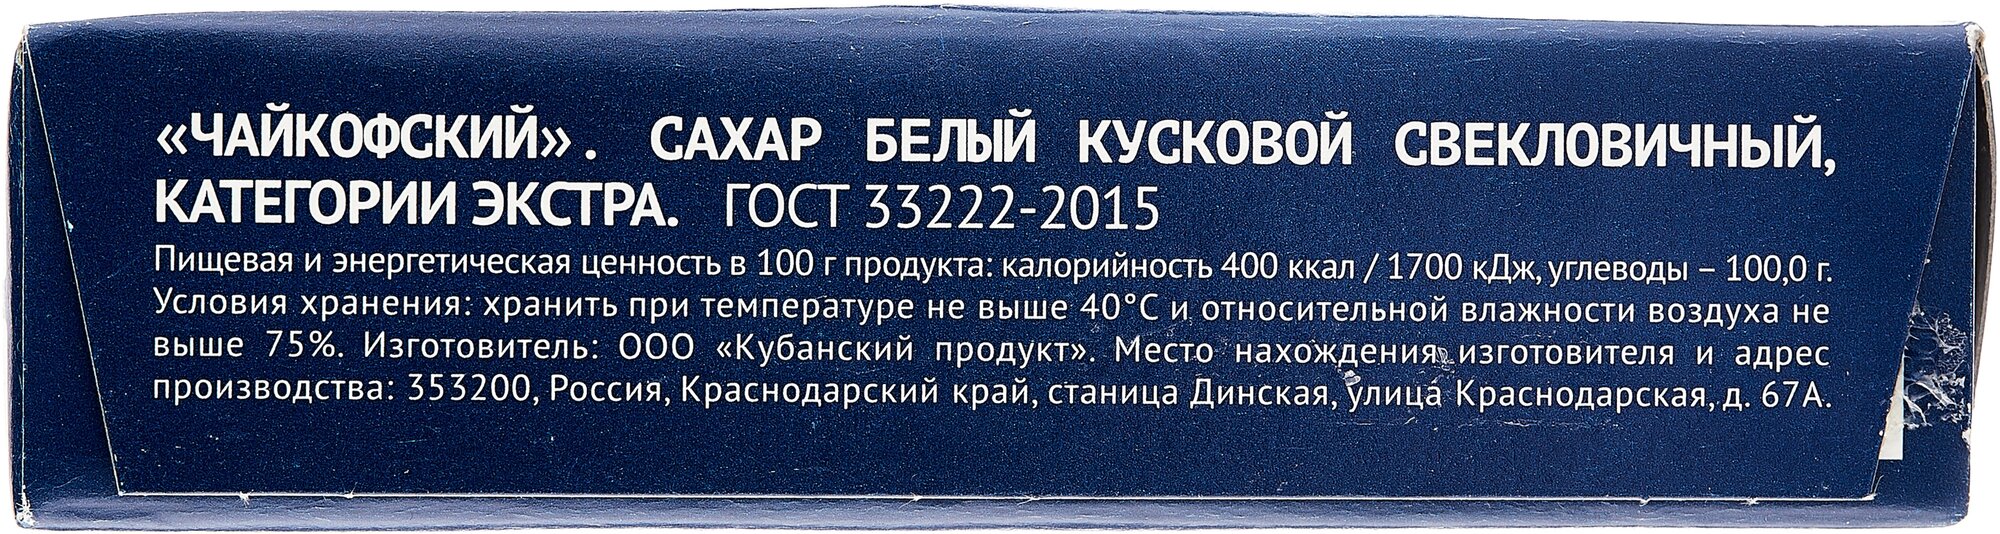 «ЧАЙКОФСКИЙ». САХАР БЕЛЫЙ КУСКОВОЙ СВЕКЛОВИЧНЫЙ,
КАТЕГОРИИ ЭКСТРА. ГОСТ 33222-2015
Пищевая и энергетическая ценность в 100 г продукта: калорийность 400 ккал / 1700 кДж, углеводы – 100,0 г.
Условия хранения: хранить при температуре не выше 40°С и относительной влажности воздуха не
выше 75%. Изготовитель: ООО «Кубанский продукт». Место нахождения изготовителя и адрес
производства: 353200, Россия, Краснодарский край, станица Динская, улица Краснодарская, д. 67А.